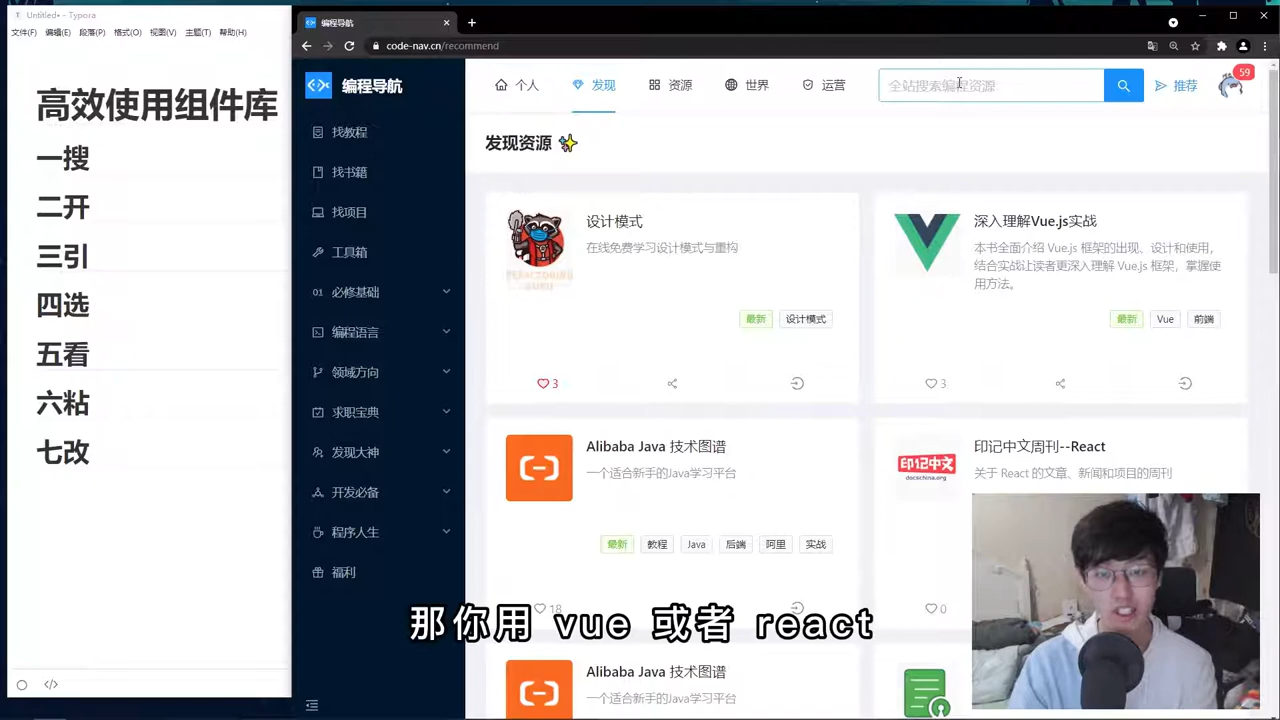 Untitled• - Typora
文件(F) 编辑(E) 段落(P) 格式(O) 视图(V) 主题(T) 帮助(H)
高效使用组件库
一搜
二开
三引
四选
五看
六粘
七改
编程导航
code-nav.cn/recommend
编程导航
找教程
找书籍
找项目
工具箱
01 必修基础
编程语言
领域方向
求职宝典
发现大神
开发必备
程序人生
福利
个人 发现 资源 世界 运营 全站搜索编程资源 推荐 59
发现资源
设计模式
在线免费学习设计模式与重构
最新 设计模式
3
深入理解Vue.js实战
本书全面介绍 Vue.js 框架的出现、设计和使用，
结合实战让读者更深入理解 Vue.js 框架，掌握使
用方法。
最新 Vue 前端
3
Alibaba Java 技术图谱
一个适合新手的Java学习平台
最新 教程 Java 后端 阿里 实战
18
印记中文
docschina.org
印记中文周刊--React
关于 React 的文章、新闻和项目的周刊
0
Alibaba Java 技术图谱
一个适合新手的Java学习平台
那你用 vue 或者 react